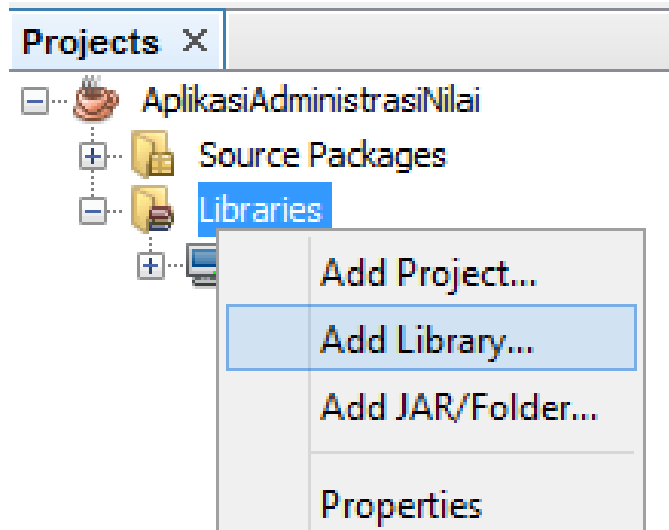 Projects
AplikasiAdministrasiNilai
Source Packages
Libraries
Add Project...
Add Library...
Add JAR/Folder...
Properties